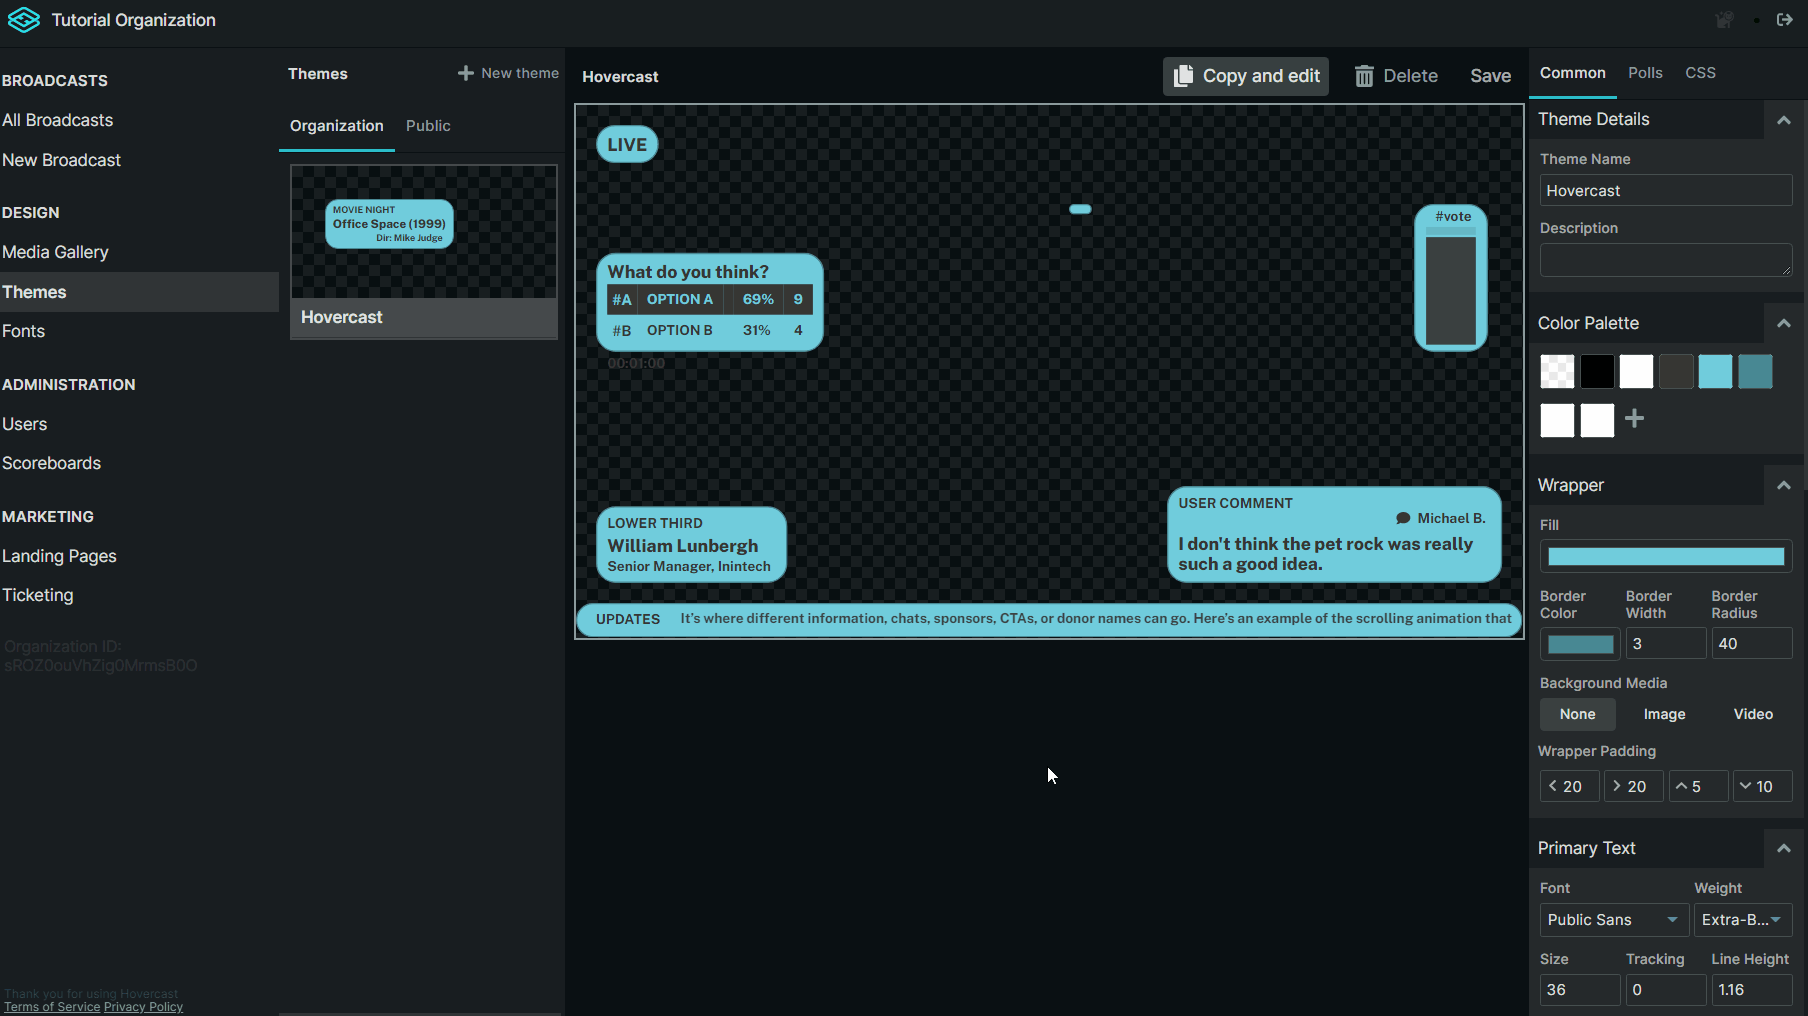 Tutorial Organization
BROADCASTS
All Broadcasts
New Broadcast
DESIGN
Media Gallery
Themes
Fonts
ADMINISTRATION
Users
Scoreboards
MARKETING
Landing Pages
Ticketing
Organization ID:
sROZ0ouVhZig0MrmsB0O
Thank you for using Hovercast
Terms of Service Privacy Policy
Themes
New theme
Organization
Public
MOVIE NIGHT
Office Space (1999)
Dir: Mike Judge
Hovercast
Hovercast
Copy and edit
Delete
Save
LIVE
#vote
What do you think?
#A OPTION A 69% 9
#B OPTION B 31% 4
00:01:00
LOWER THIRD
William Lunbergh
Senior Manager, Inintech
USER COMMENT
Michael B.
I don't think the pet rock was really
such a good idea.
UPDATES It's where different information, chats, sponsors, CTAs, or donor names can go. Here's an example of the scrolling animation that
Common
Polls
CSS
Theme Details
Theme Name
Hovercast
Description
Color Palette
Wrapper
Fill
Border Color
Border Width
Border Radius
3
40
Background Media
None
Image
Video
Wrapper Padding
20
20
5
10
Primary Text
Font
Weight
Public Sans
Extra-B...
Size
Tracking
Line Height
36
0
1.16